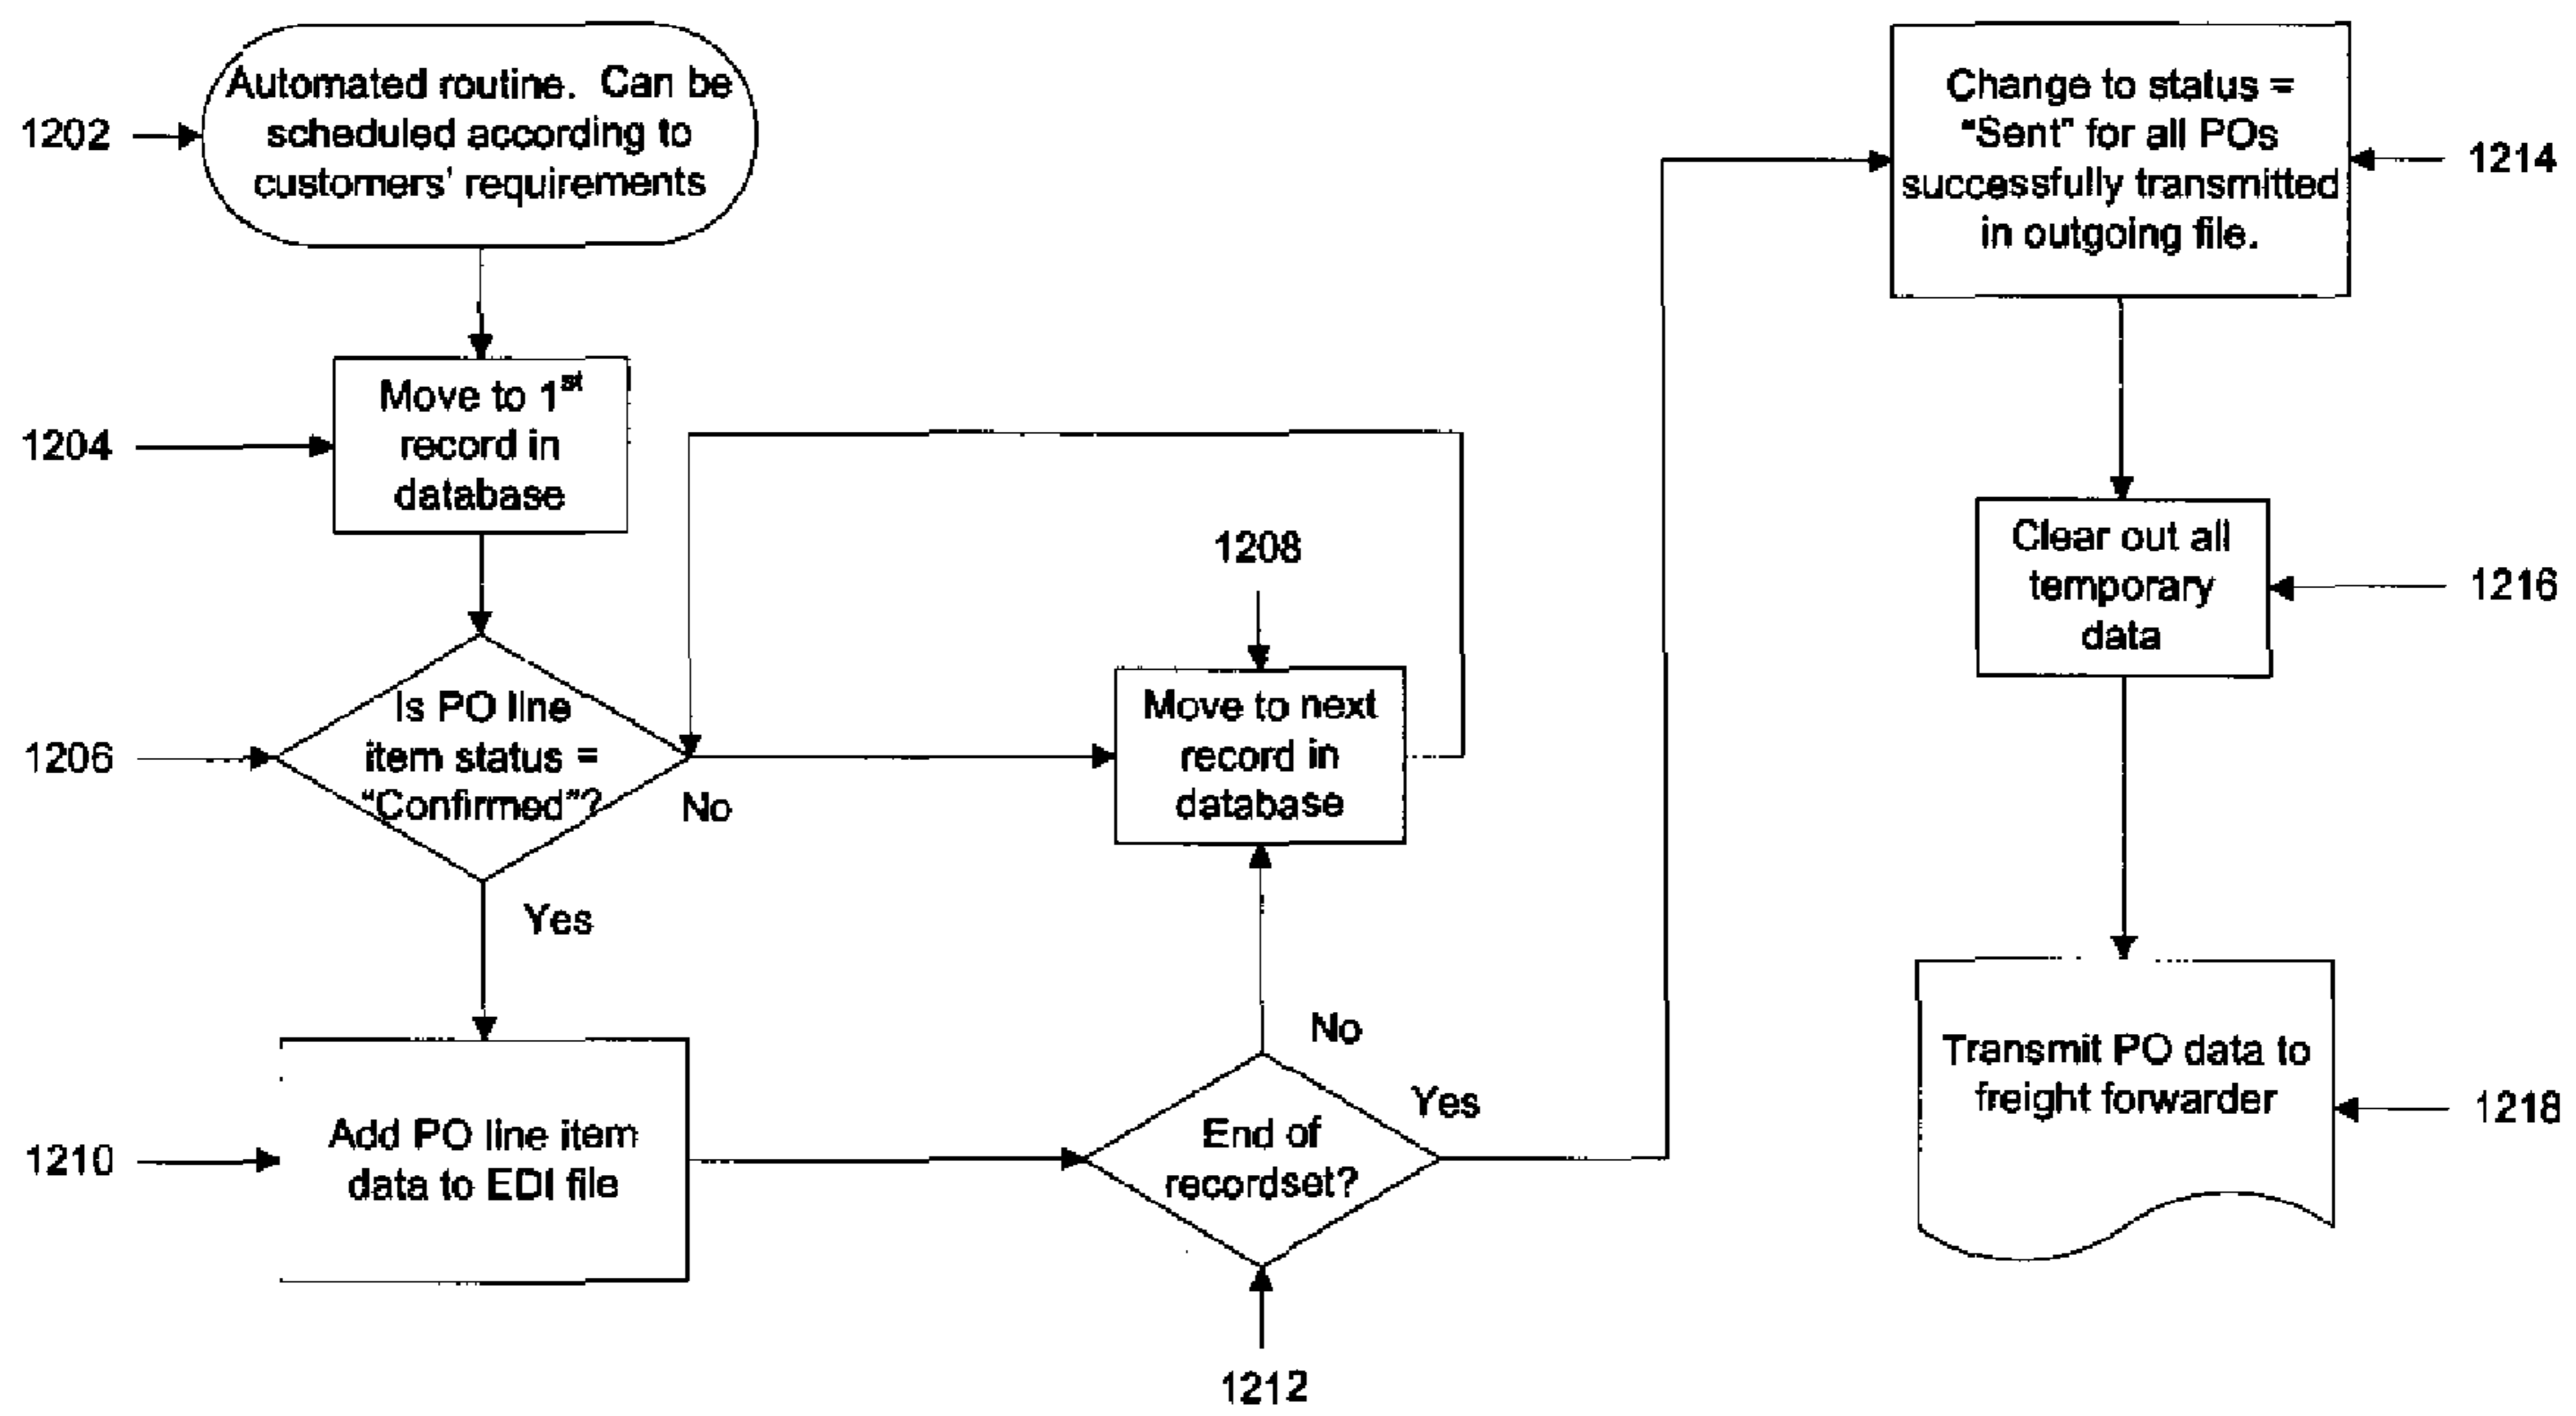 1202
Automated routine. Can be
scheduled according to
customers' requirements
1204
Move to 1st
record in
database
1206
Is PO line
item status =
"Confirmed"?
No
Yes
1208
Move to next
record in
database
1210
Add PO line item
data to EDI file
No
Yes
End of
recordset?
1212
Change to status =
"Sent" for all POs
successfully transmitted
in outgoing file.
1214
Clear out all
temporary
data
1216
Transmit PO data to
freight forwarder
1218